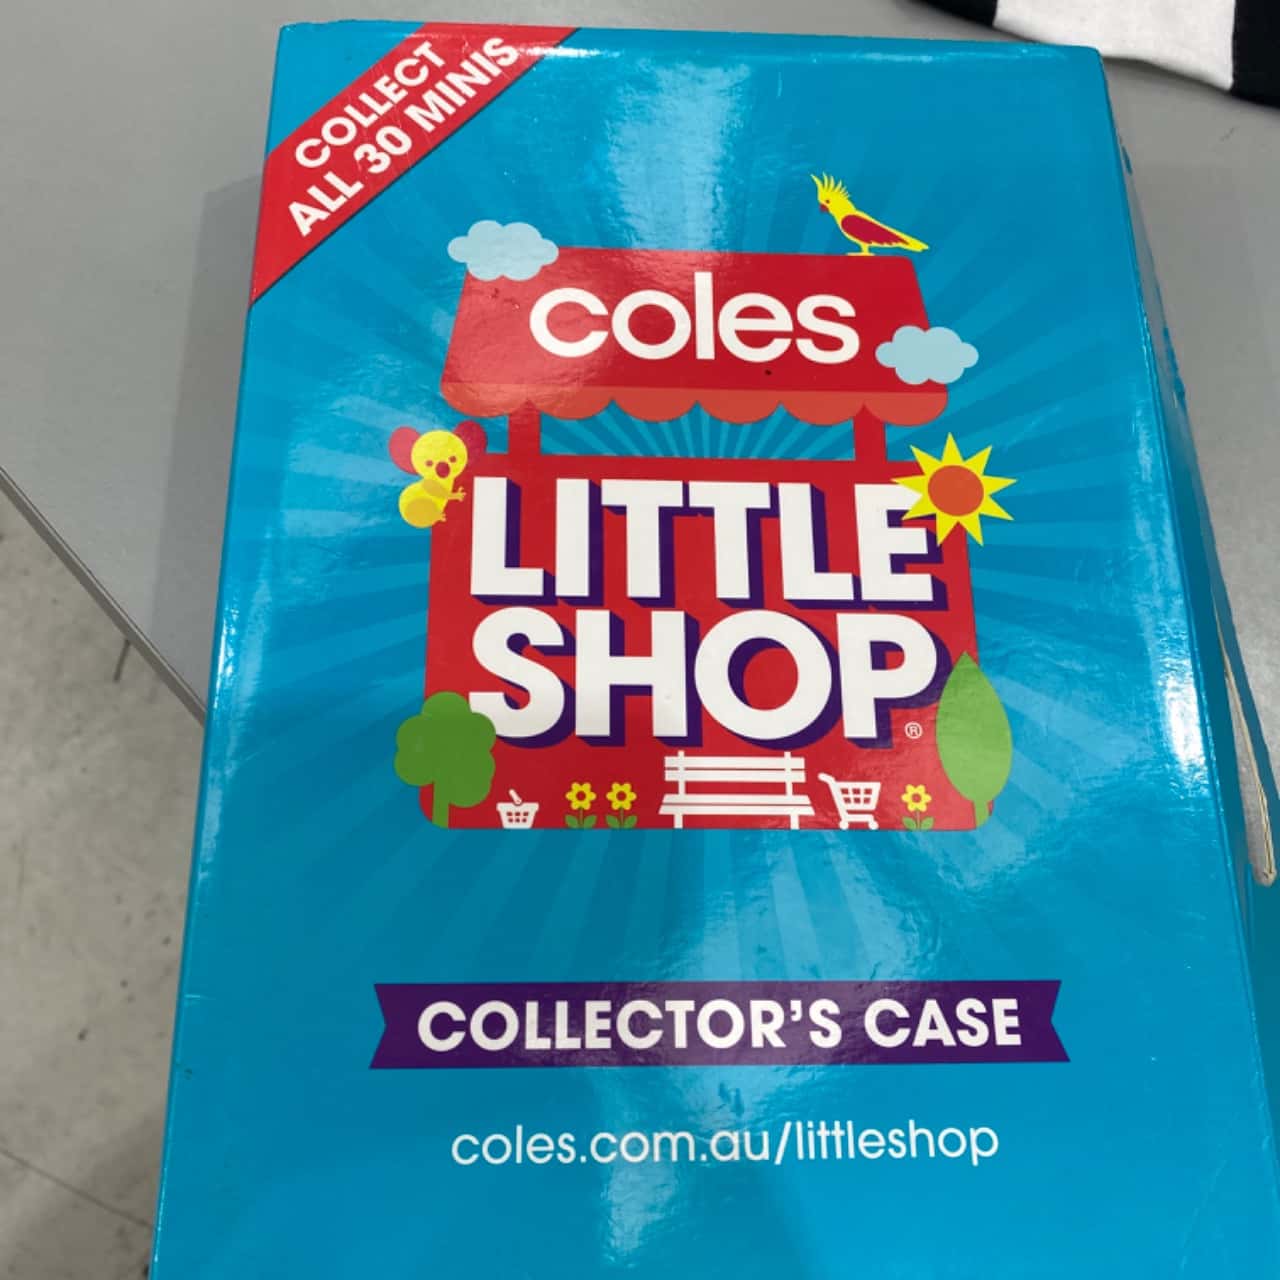 COLLECT
ALL 30 MINIS
coles
LITTLE
SHOP®
COLLECTOR'S CASE
coles.com.au/littleshop